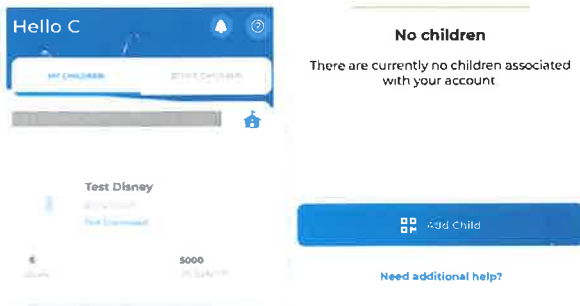 Hello C
MY CHILDREN
Test Disney
5000
No children
There are currently no children associated
with your account
Add Child
Need additional help?